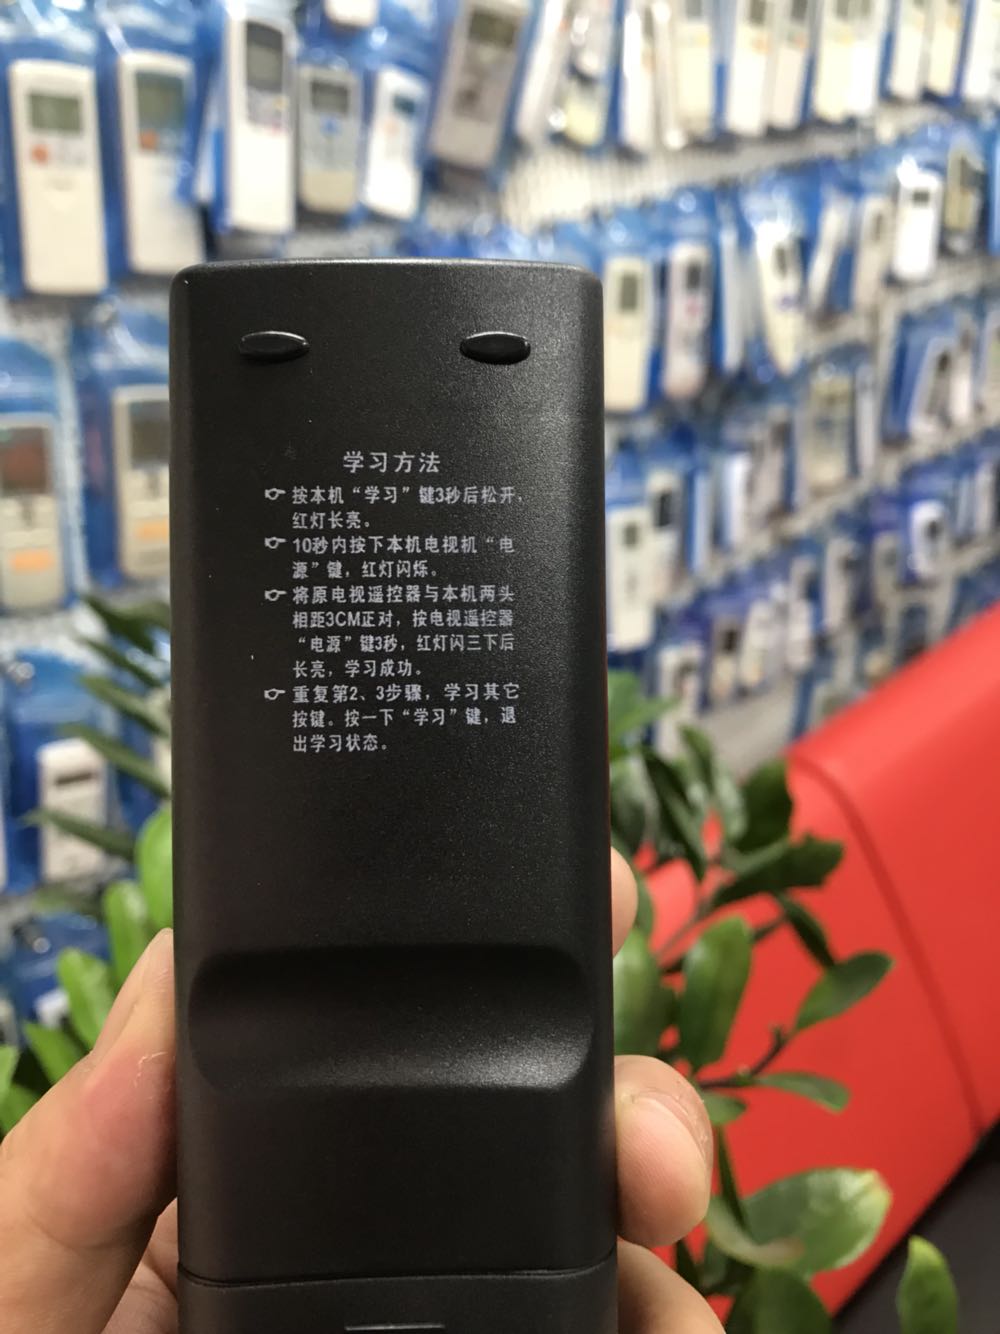 学习方法
☞ 按本机“学习”键3秒后松开，
红灯长亮。
☞ 10秒内按下本机电视机“电
源”键，红灯闪烁。
☞ 将原电视遥控器与本机两头
相距3CM正对，按电视遥控器
“电源”键3秒，红灯闪三下后
长亮，学习成功。
☞ 重复第2、3步骤，学习其它
按键。按一下“学习”键，退
出学习状态。